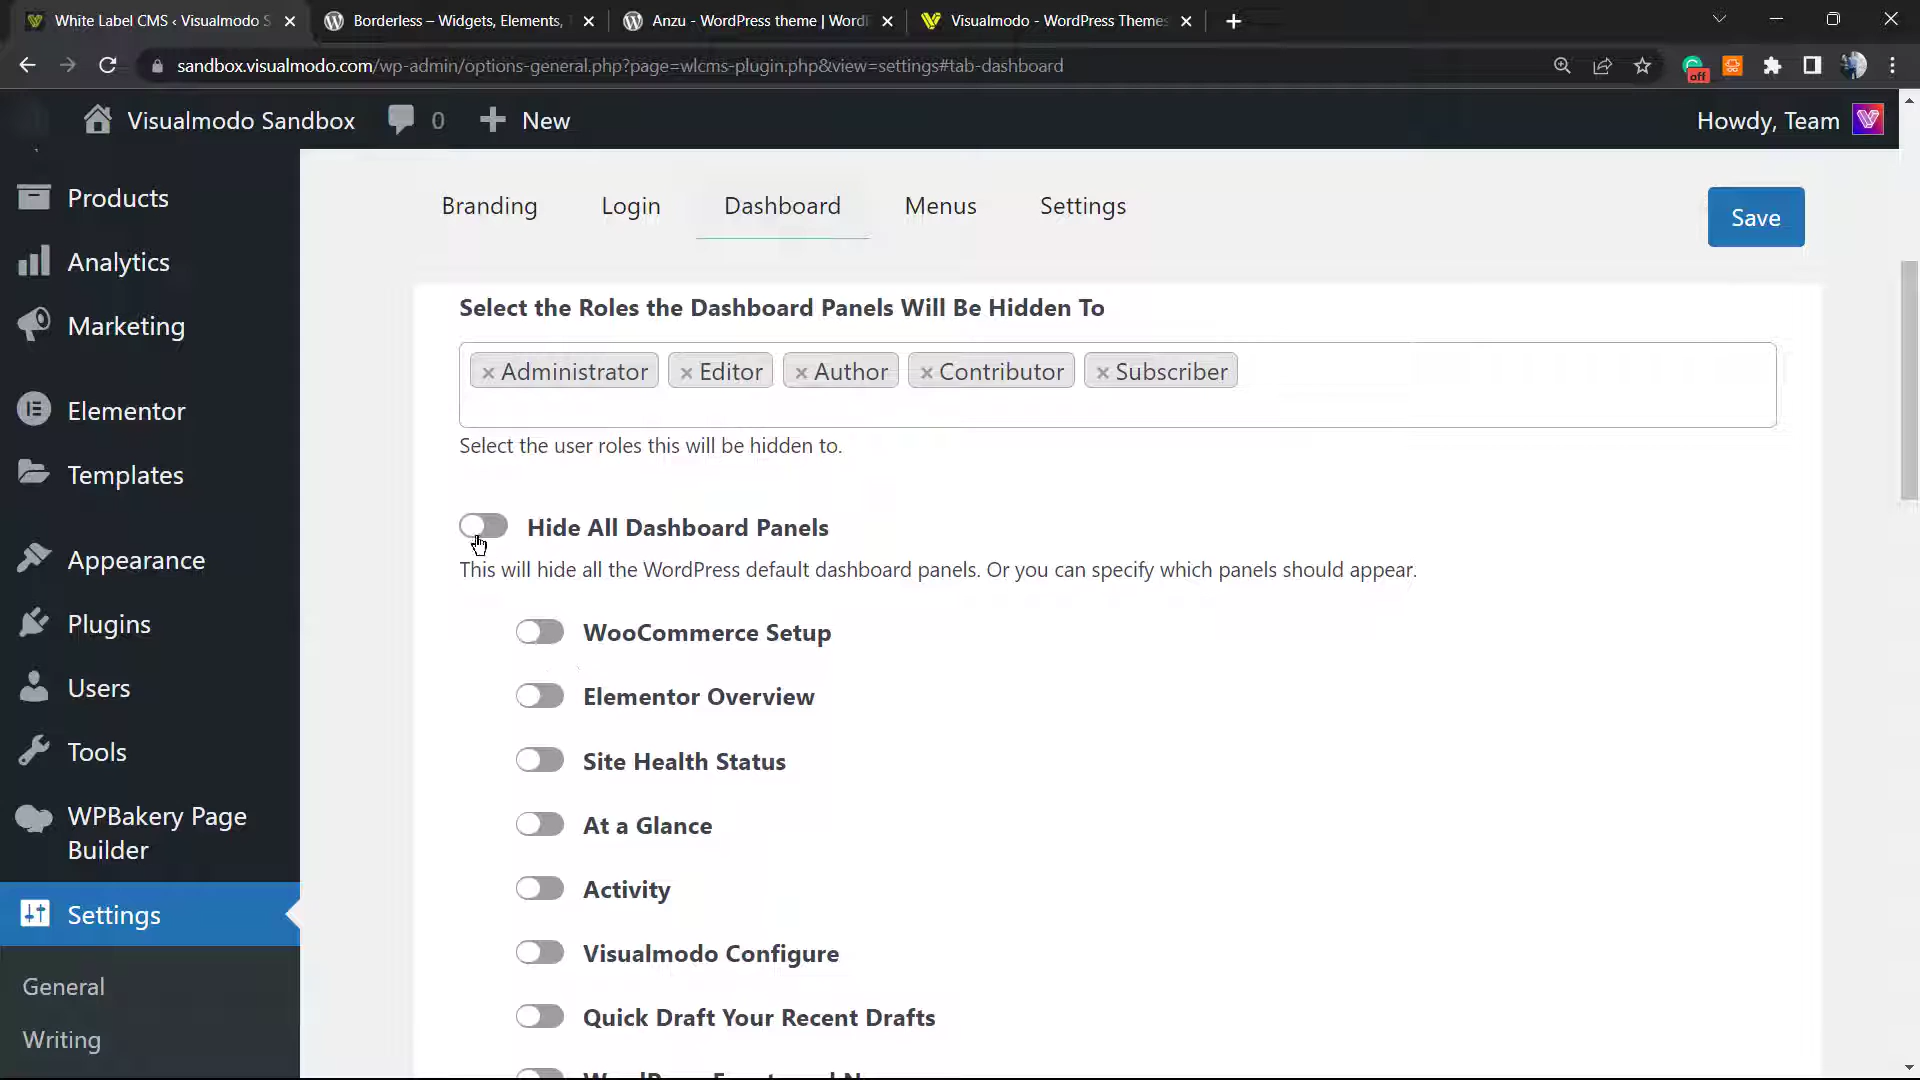 White Label CMS ‹ Visualmodo S
Borderless – Widgets, Elements,
Anzu - WordPress theme | Word
Visualmodo - WordPress Themes
sandbox.visualmodo.com/wp-admin/options-general.php?page=wlcms-plugin.php&view=settings#tab-dashboard
off
Visualmodo Sandbox
0
New
Howdy, Team
Products
Analytics
Marketing
Elementor
Templates
Appearance
Plugins
Users
Tools
WPBakery Page
Builder
Settings
General
Writing
Branding
Login
Dashboard
Menus
Settings
Save
Select the Roles the Dashboard Panels Will Be Hidden To
× Administrator
× Editor
× Author
× Contributor
× Subscriber
Select the user roles this will be hidden to.
Hide All Dashboard Panels
This will hide all the WordPress default dashboard panels. Or you can specify which panels should appear.
WooCommerce Setup
Elementor Overview
Site Health Status
At a Glance
Activity
Visualmodo Configure
Quick Draft Your Recent Drafts